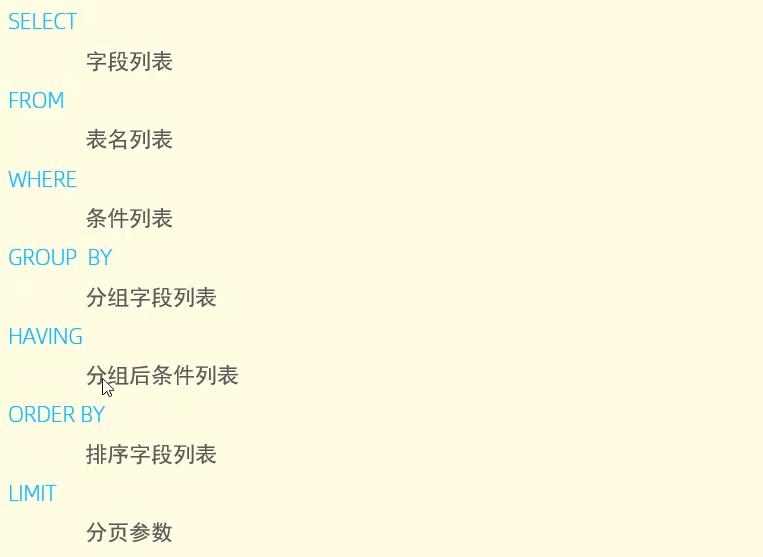 SELECT
字段列表
FROM
表名列表
WHERE
条件列表
GROUP BY
分组字段列表
HAVING
分组后条件列表
ORDER BY
排序字段列表
LIMIT
分页参数